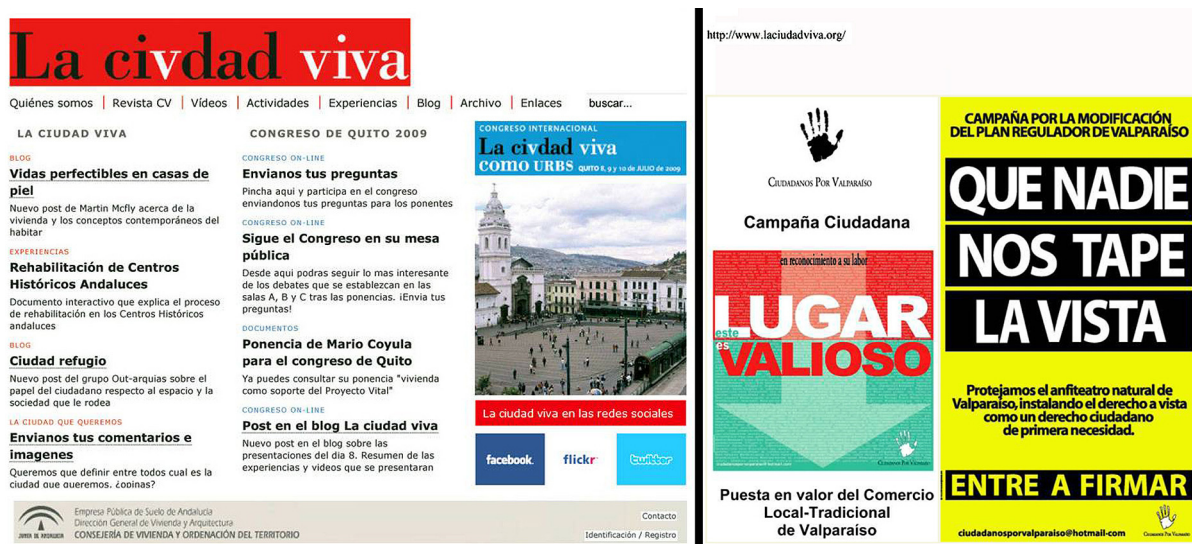 La civdad viva
Quiénes somos | Revista CV | Vídeos | Actividades | Experiencias | Blog | Archivo | Enlaces
buscar...
LA CIUDAD VIVA
BLOG
Vidas perfectibles en casas de
piel
Nuevo post de Martin Mcfly acerca de la
vivienda y los conceptos contemporáneos del
habitar
EXPERIENCIAS
Rehabilitación de Centros
Históricos Andaluces
Documento interactivo que explica el proceso
de rehabilitación en los Centros Históricos
andaluces
BLOG
Ciudad refugio
Nuevo post del grupo Out-arquias sobre el
papel del ciudadano respecto al espacio y la
sociedad que le rodea
LA CIUDAD QUE QUEREMOS
Envianos tus comentarios e
imagenes
Queremos que definir entre todos cual es la
ciudad que queremos. ¿opinas?
CONGRESO DE QUITO 2009
CONGRESO ON-LINE
Envianos tus preguntas
Pincha aqui y participa en el congreso
enviandonos tus preguntas para los ponentes
CONGRESO ON-LINE
Sigue el Congreso en su mesa
pública
Desde aqui podras seguir lo mas interesante
de los debates que se establezcan en las
salas A, B y C tras las ponencias. ¡Envia tus
preguntas!
DOCUMENTOS
Ponencia de Mario Coyula
para el congreso de Quito
Ya puedes consultar su ponencia "vivienda
como soporte del Proyecto Vital"
CONGRESO ON-LINE
Post en el blog La ciudad viva
Nuevo post en el blog sobre las
presentaciones del dia 8. Resumen de las
experiencias y videos que se presentaran
CONGRESO INTERNACIONAL
La civdad viva
COMO URBS QUITO 8, 9 y 10 de JULIO de 2009
La ciudad viva en las redes sociales
facebook
flickr
twitter
JUNTA DE ANDALUCIA
Empresa Pública de Suelo de Andalucía
Dirección General de Vivienda y Arquitectura
CONSEJERÍA DE VIVIENDA Y ORDENACIÓN DEL TERRITORIO
Contacto
Identificación / Registro
http://www.laciudadviva.org/
CIUDADANOS POR VALPARAÍSO
Campaña Ciudadana
en reconocimiento a su labor
este LUGAR
es VALIOSO
ciudadanosporvalparaiso@hotmail.com
CIUDADANOS POR VALPARAÍSO
Puesta en valor del Comercio
Local-Tradicional
de Valparaíso
CAMPAÑA POR LA MODIFICACIÓN
DEL PLAN REGULADOR DE VALPARAÍSO
QUE NADIE
NOS TAPE
LA VISTA
Protejamos el anfiteatro natural de
Valparaiso, instalando el derecho a vista
como un derecho ciudadano
de primera necesidad.
ENTRE A FIRMAR
ciudadanosporvalparaiso@hotmail-com
CIUDADANOS POR VALPARAÍSO